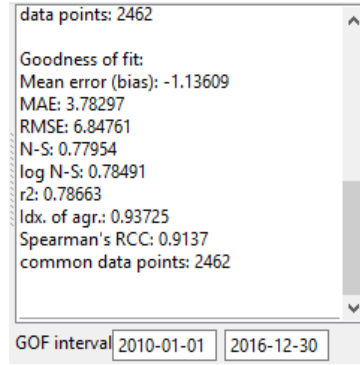 data points: 2462
Goodness of fit:
Mean error (bias): -1.13609
MAE: 3.78297
RMSE: 6.84761
N-S: 0.77954
log N-S: 0.78491
r2: 0.78663
Idx. of agr.: 0.93725
Spearman's RCC: 0.9137
common data points: 2462
GOF interval 2010-01-01 2016-12-30